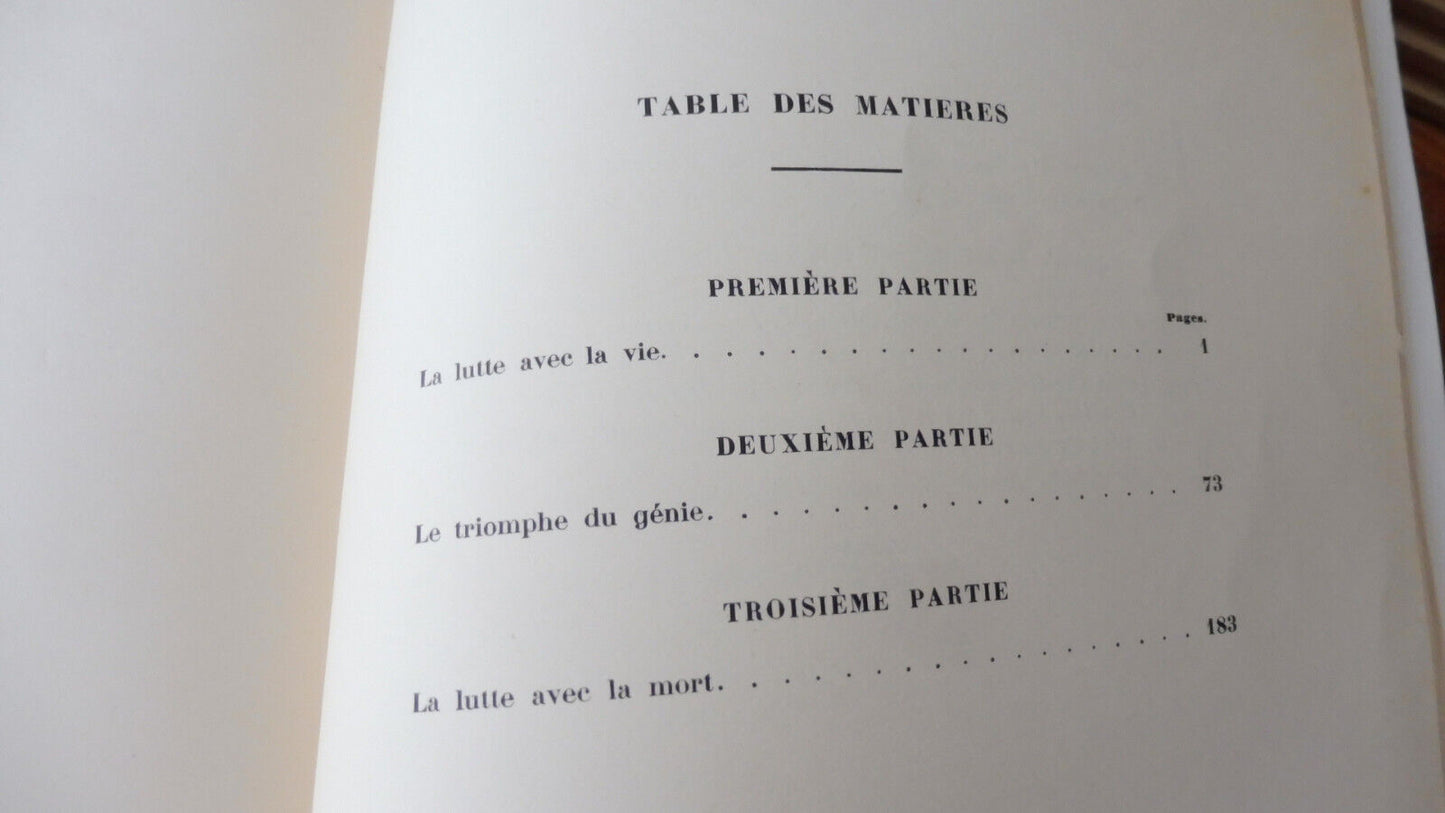 TABLE DES MATIERES
PREMIÈRE PARTIE
Pages.
La lutte avec la vie. . . . . . . . . . . . . . . . . 1
DEUXIÈME PARTIE
Le triomphe du génie. . . . . . . . . . . . . . . . 73
TROISIÈME PARTIE
La lutte avec la mort. . . . . . . . . . . . . . . . 183